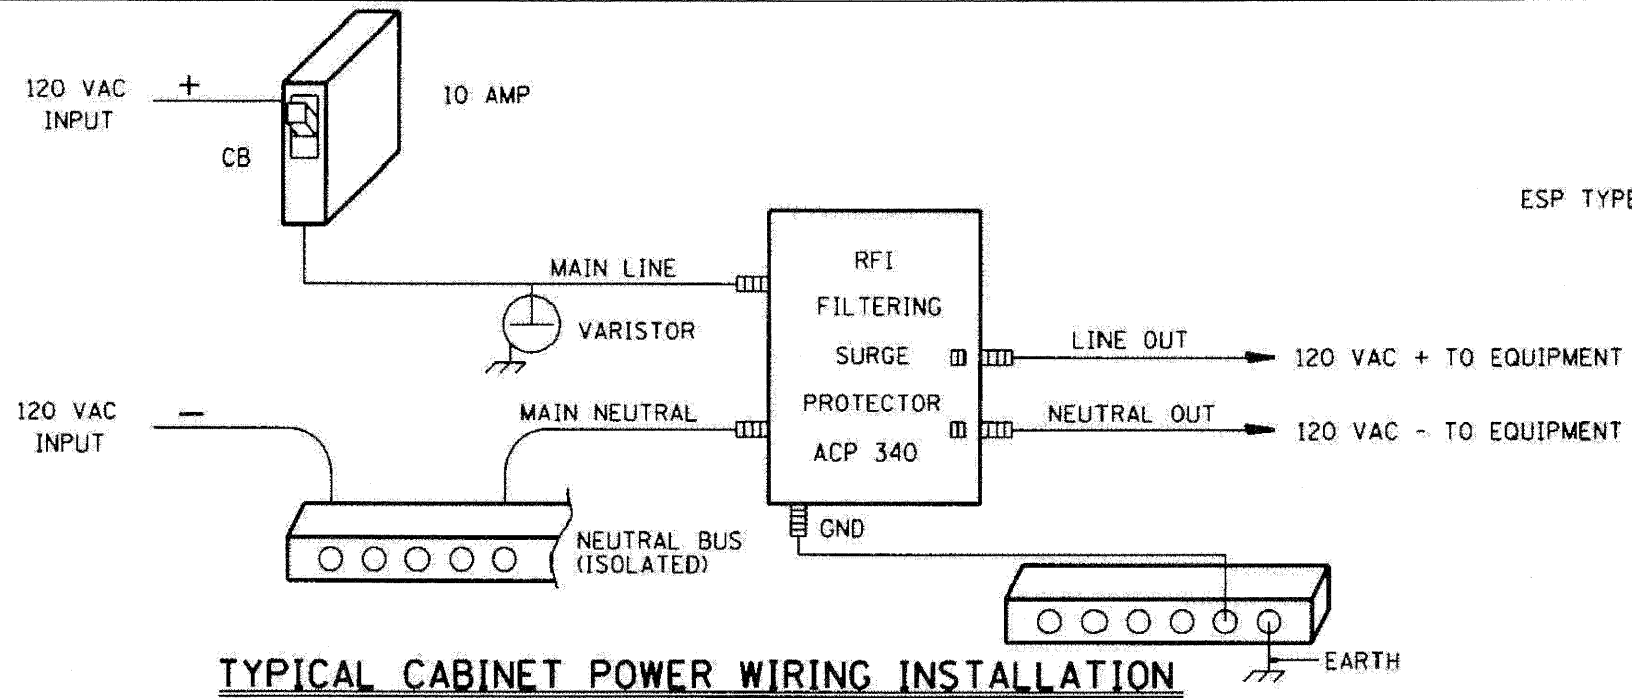 120 VAC
INPUT
+
CB
10 AMP
ESP TYPE
MAIN LINE
VARISTOR
RFI
FILTERING
SURGE
PROTECTOR
ACP 340
LINE OUT
120 VAC + TO EQUIPMENT
120 VAC
INPUT
-
MAIN NEUTRAL
NEUTRAL OUT
120 VAC - TO EQUIPMENT
NEUTRAL BUS
(ISOLATED)
GND
EARTH
TYPICAL CABINET POWER WIRING INSTALLATION